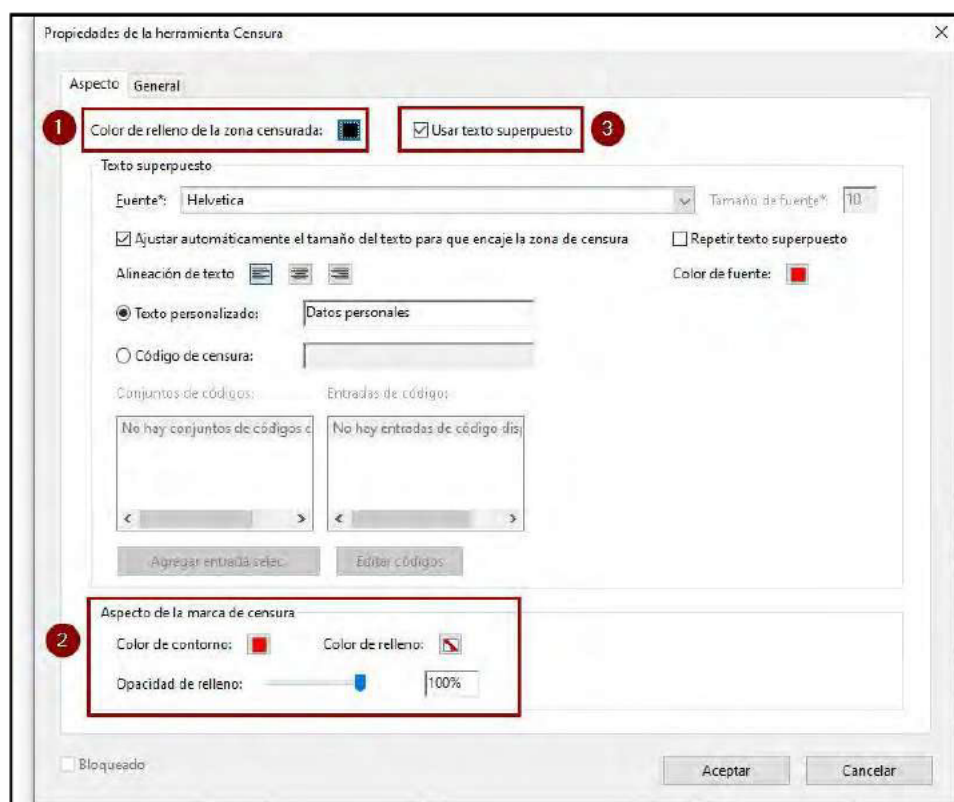 Propiedades de la herramienta Censura
Aspecto General
1 Color de relleno de la zona censurada: Usar texto superpuesto 3
Texto superpuesto
Fuente*: Helvetica Tamaño de fuente*: 10
Ajustar automáticamente el tamaño del texto para que encaje la zona de censura Repetir texto superpuesto
Alineación de texto Color de fuente:
Texto personalizado: Datos personales
Código de censura:
Conjuntos de códigos: Entradas de código:
No hay conjuntos de códigos c No hay entradas de código disp
Agregar entrada selec. Editar códigos
Aspecto de la marca de censura
2 Color de contorno: Color de relleno:
Opacidad de relleno: 100%
Bloqueado
Aceptar Cancelar